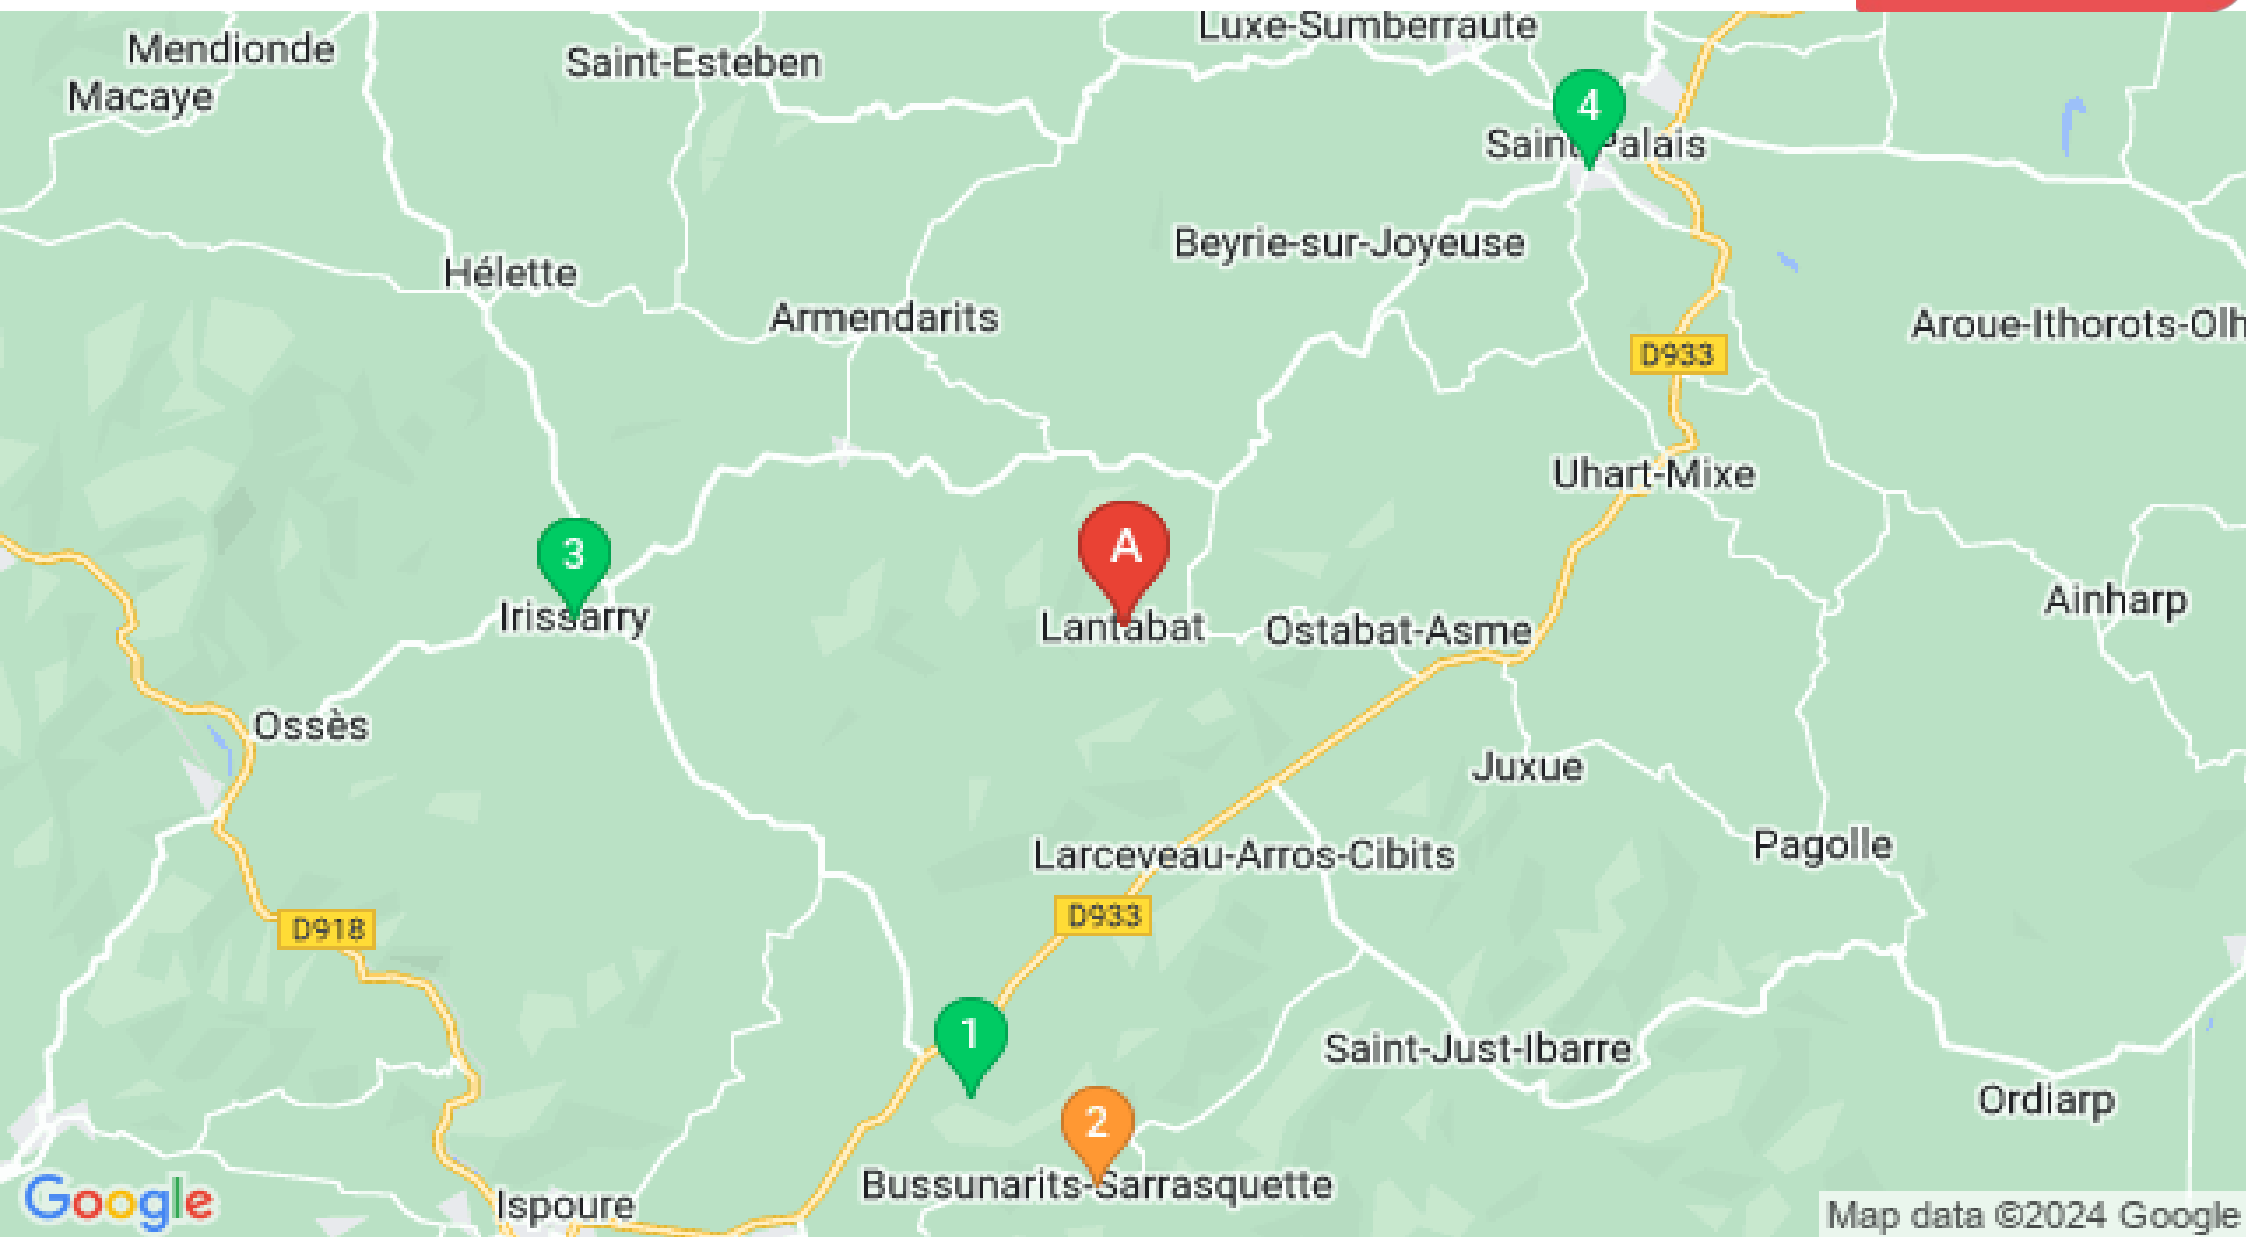 Luxe-Sumberraute
Mendionde
Saint-Esteben
Macaye
4
Beyrie-sur-Joyeuse
Hélette
Armendarits
Aroue-Ithorots-Olh
D933
Uhart-Mixe
A
3
Ainharp
Irissarry
Lantabat
Ostabat-Asme
Ossès
Juxue
Pagolle
Larceveau-Arros-Cibits
D933
D918
1
Saint-Just-Ibarre
Ordiarp
2
Bussunarits-Sarrasquette
Google
Ispoure
Map data ©2024 Google